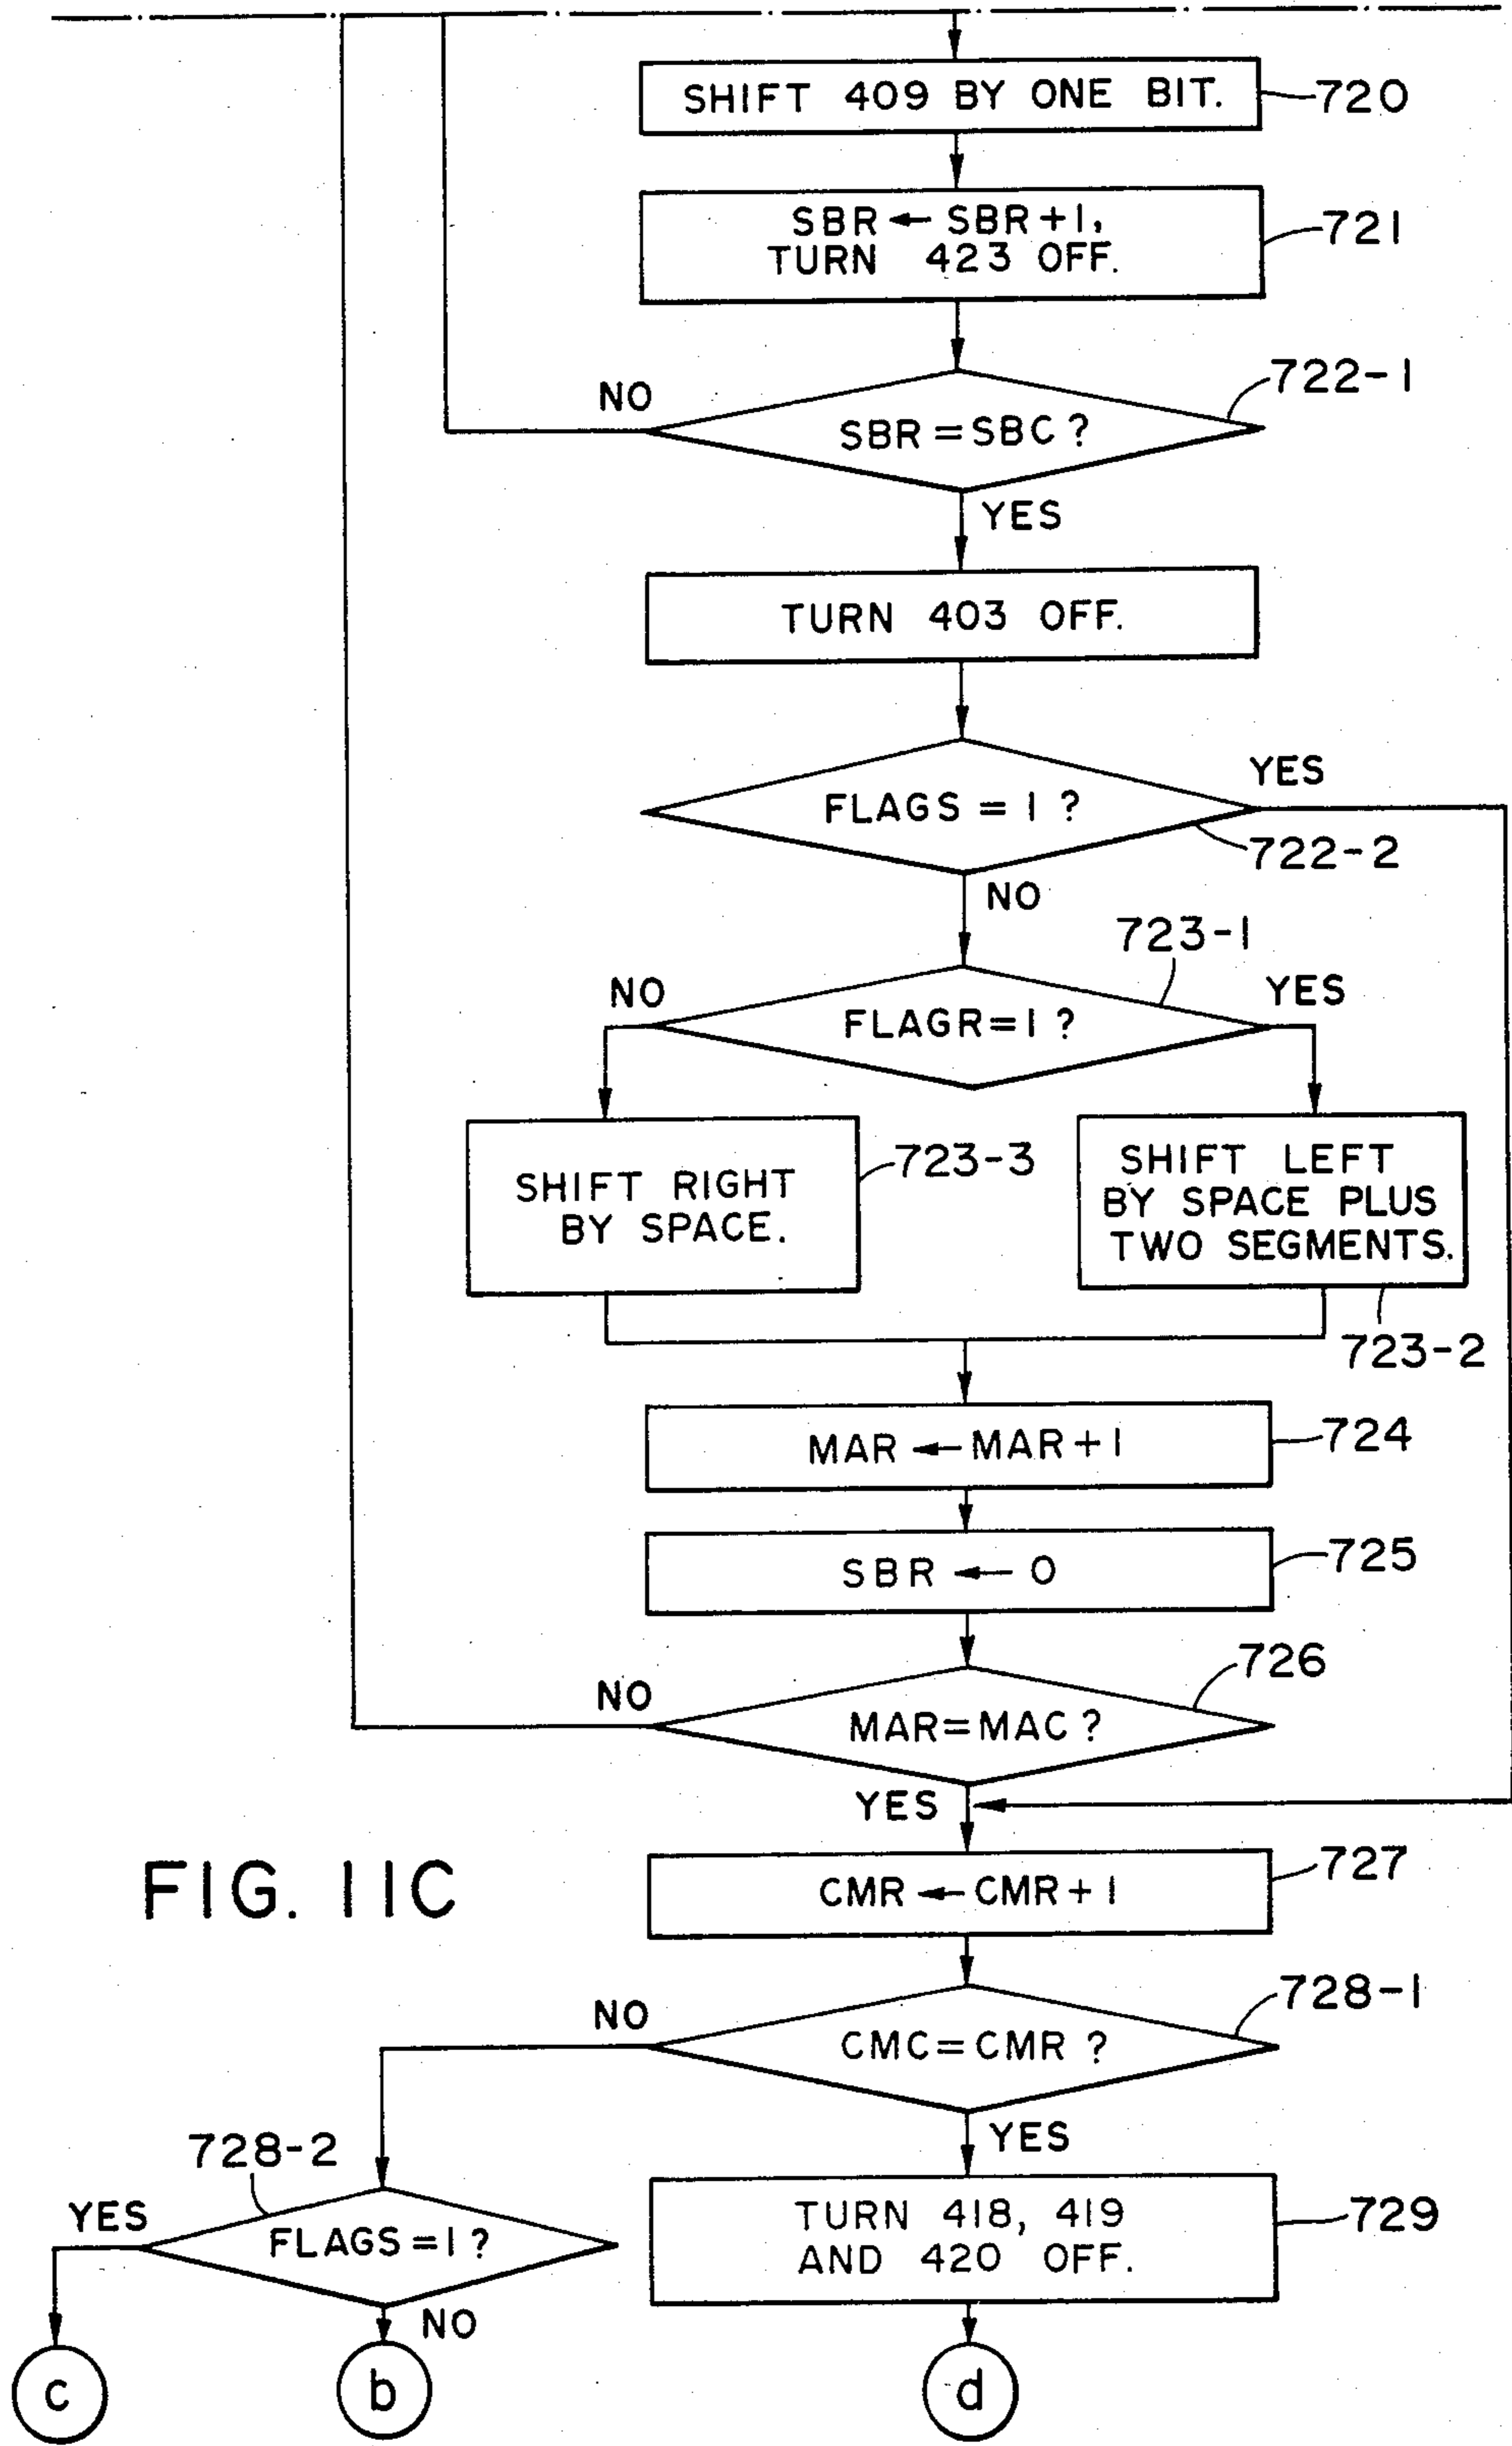 SHIFT 409 BY ONE BIT.
720
SBR ← SBR+1,
TURN 423 OFF.
721
722-1
NO
SBR=SBC?
YES
TURN 403 OFF.
YES
FLAGS = 1 ?
722-2
NO
723-1
NO
YES
FLAGR=1 ?
SHIFT RIGHT
BY SPACE.
723-3
SHIFT LEFT
BY SPACE PLUS
TWO SEGMENTS.
723-2
MAR ← MAR+1
724
SBR ← 0
725
726
NO
MAR=MAC?
YES
CMR ← CMR+1
727
FIG. 11C
728-1
NO
CMC=CMR ?
YES
728-2
YES
FLAGS=1?
NO
TURN 418, 419
AND 420 OFF.
729
c
b
d